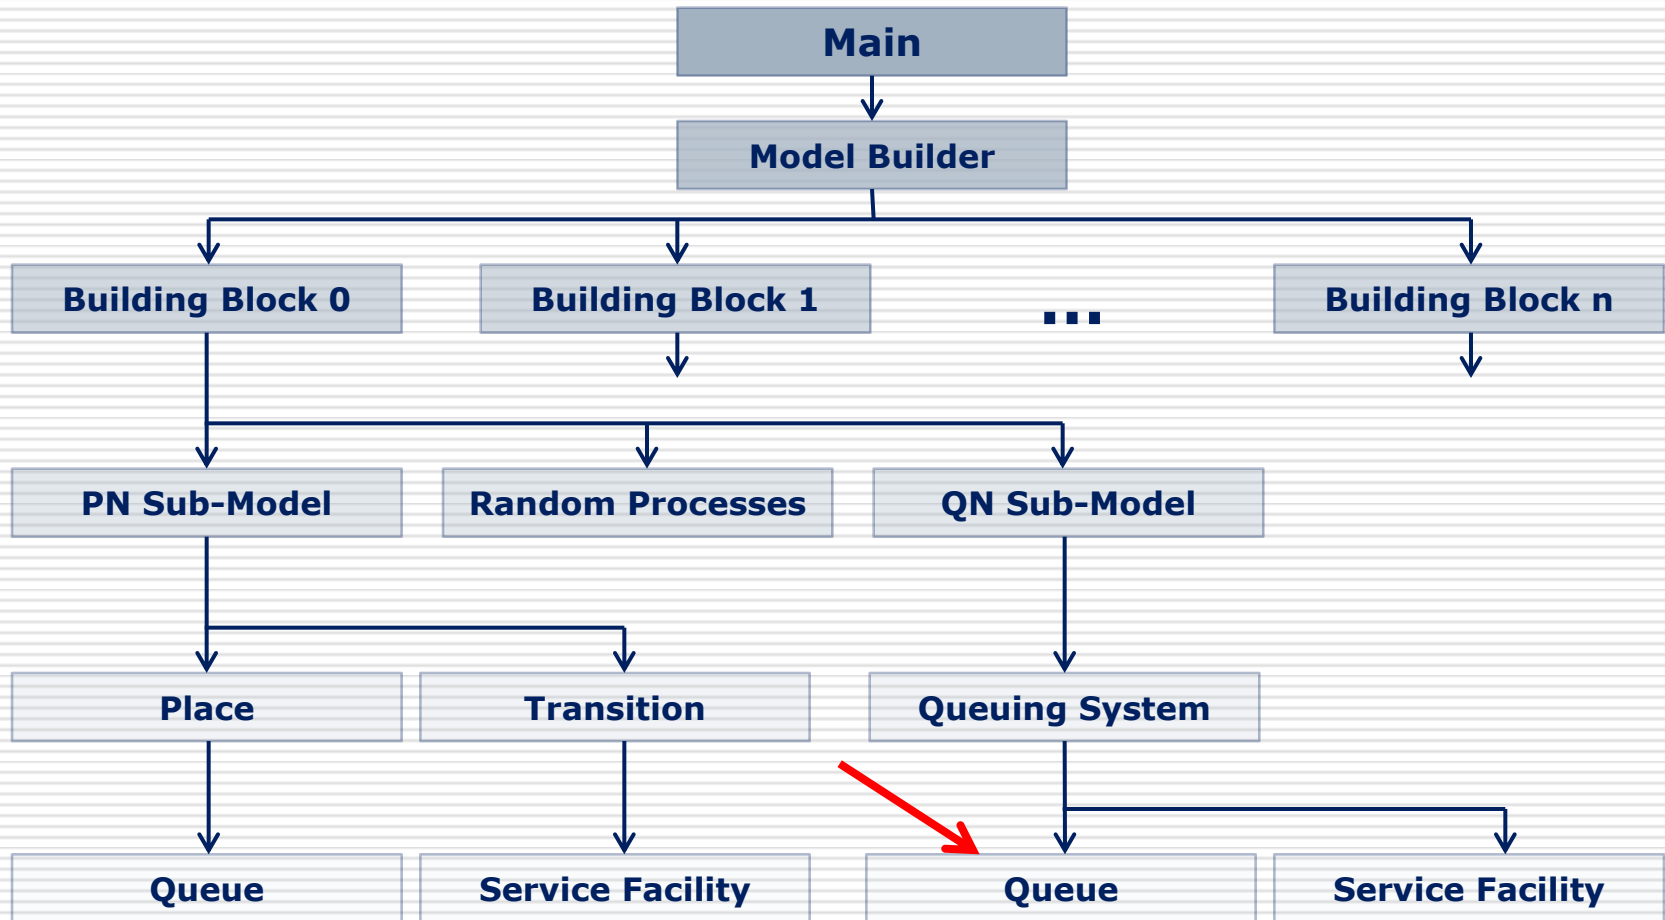 Main
Model Builder
Building Block 0
Building Block 1
...
Building Block n
PN Sub-Model
Random Processes
QN Sub-Model
Place
Transition
Queuing System
Queue
Service Facility
Queue
Service Facility